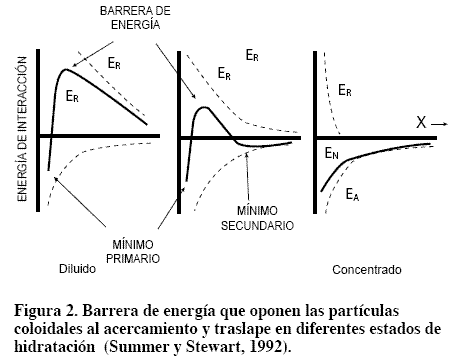 BARRERA DE
ENERGÍA
E_R
E_R
E_R
E_R
E_R
ENERGÍA DE INTERACCIÓN
X →
E_N
E_A
MÍNIMO
PRIMARIO
MÍNIMO
SECUNDARIO
Diluido
Concentrado
Figura 2. Barrera de energía que oponen las partículas
coloidales al acercamiento y traslape en diferentes estados de
hidratación (Summer y Stewart, 1992).